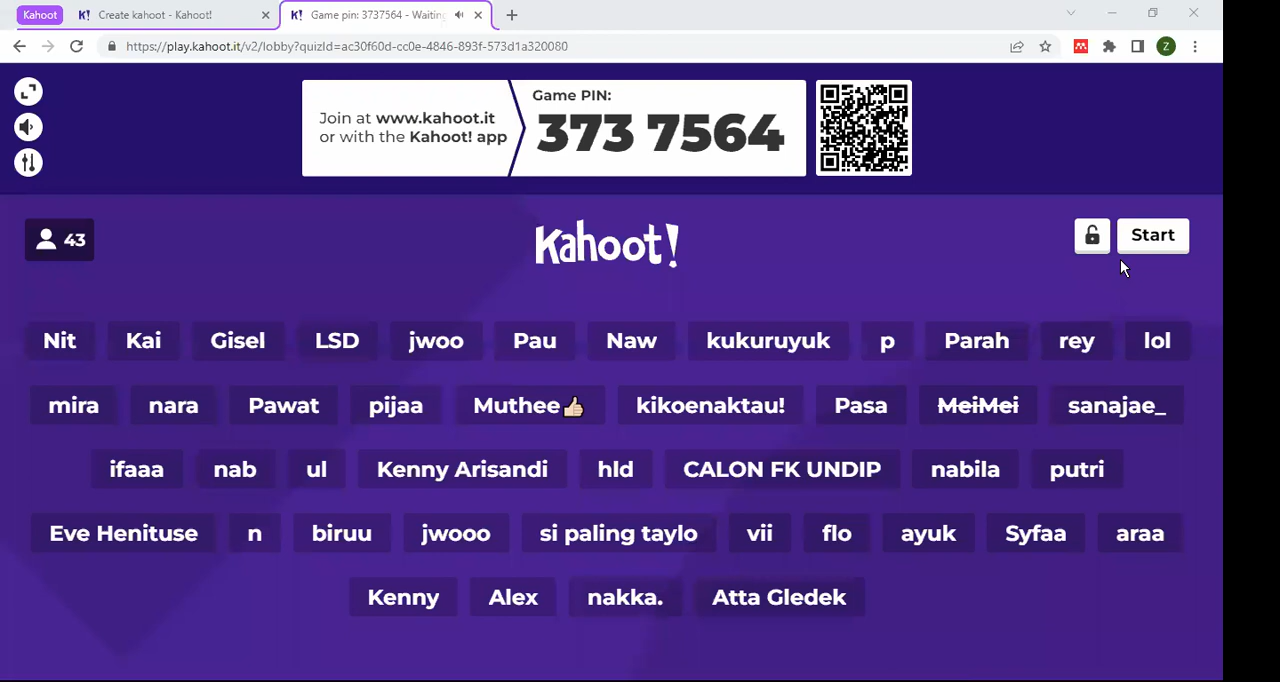 Kahoot
Create kahoot - Kahoot!
Game pin: 3737564 - Waitin
https://play.kahoot.it/v2/lobby?quizId=ac30f60d-cc0e-4846-893f-573d1a320080
Z
Join at www.kahoot.it
or with the Kahoot! app
Game PIN:
373 7564
43
Kahoot!
Start
Nit Kai Gisel LSD jwoo Pau Naw kukuruyuk p Parah rey lol
mira nara Pawat pijaa Muthee👍🏼 kikoenaktau! Pasa MeiMei sanajae_
ifaaa nab ul Kenny Arisandi hld CALON FK UNDIP nabila putri
Eve Henituse n biruu jwooo si paling taylo vii flo ayuk Syfaa araa
Kenny Alex nakka. Atta Gledek